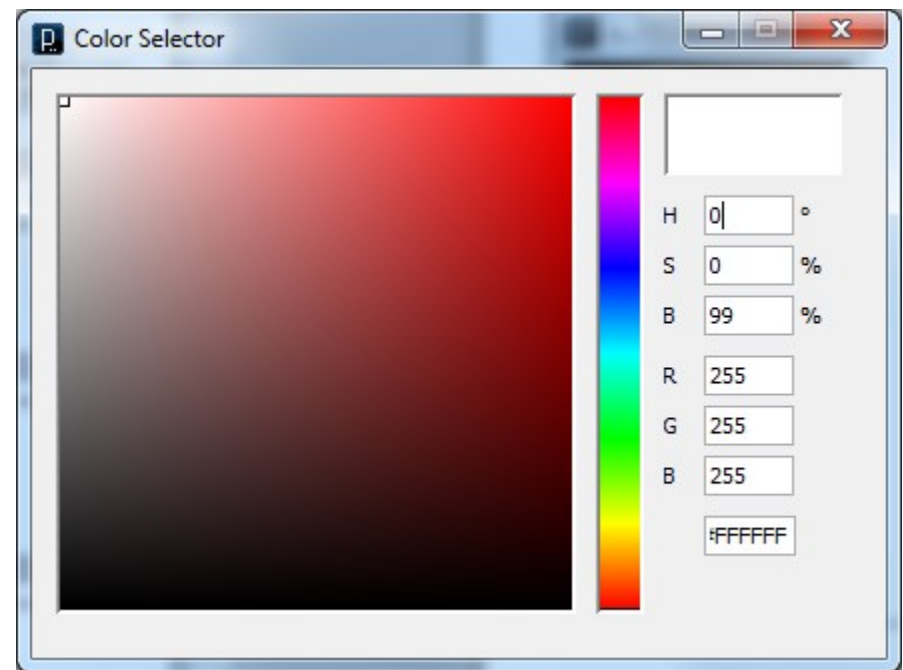 Color Selector
H 0 °
S 0 %
B 99 %
R 255
G 255
B 255
FFFFFF